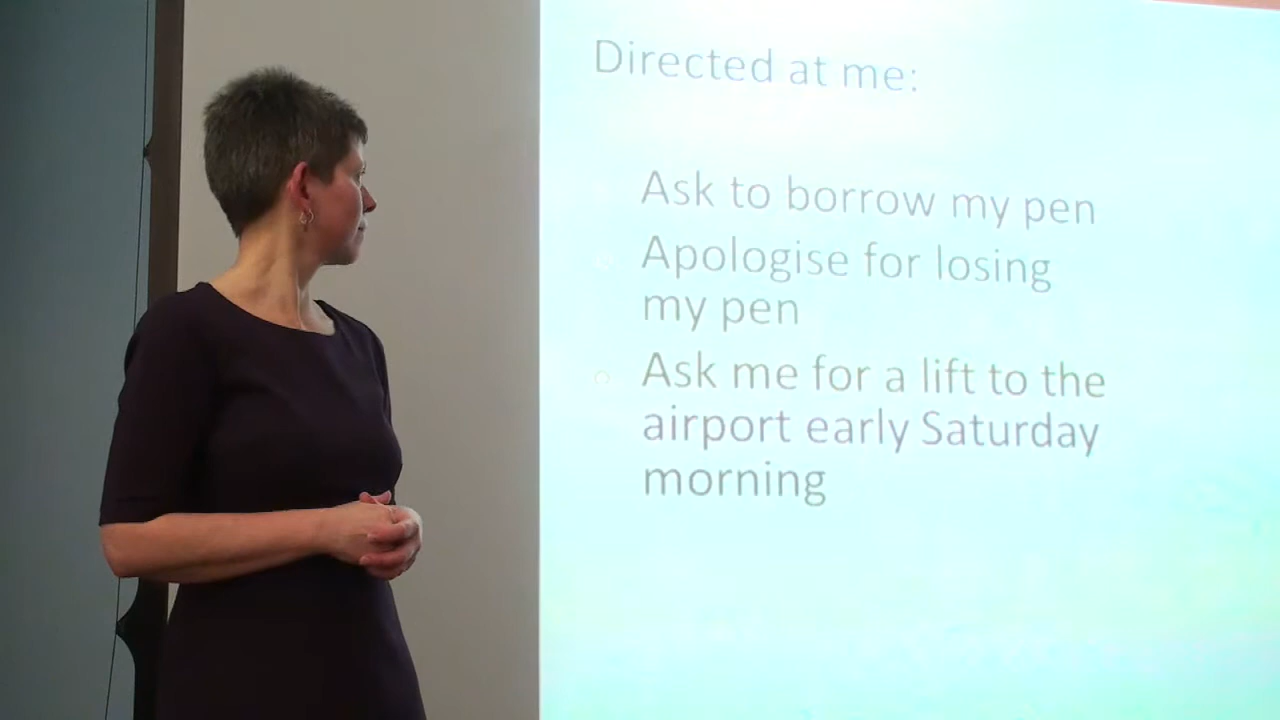 Directed at me:
Ask to borrow my pen
Apologise for losing
my pen
Ask me for a lift to the
airport early Saturday
morning